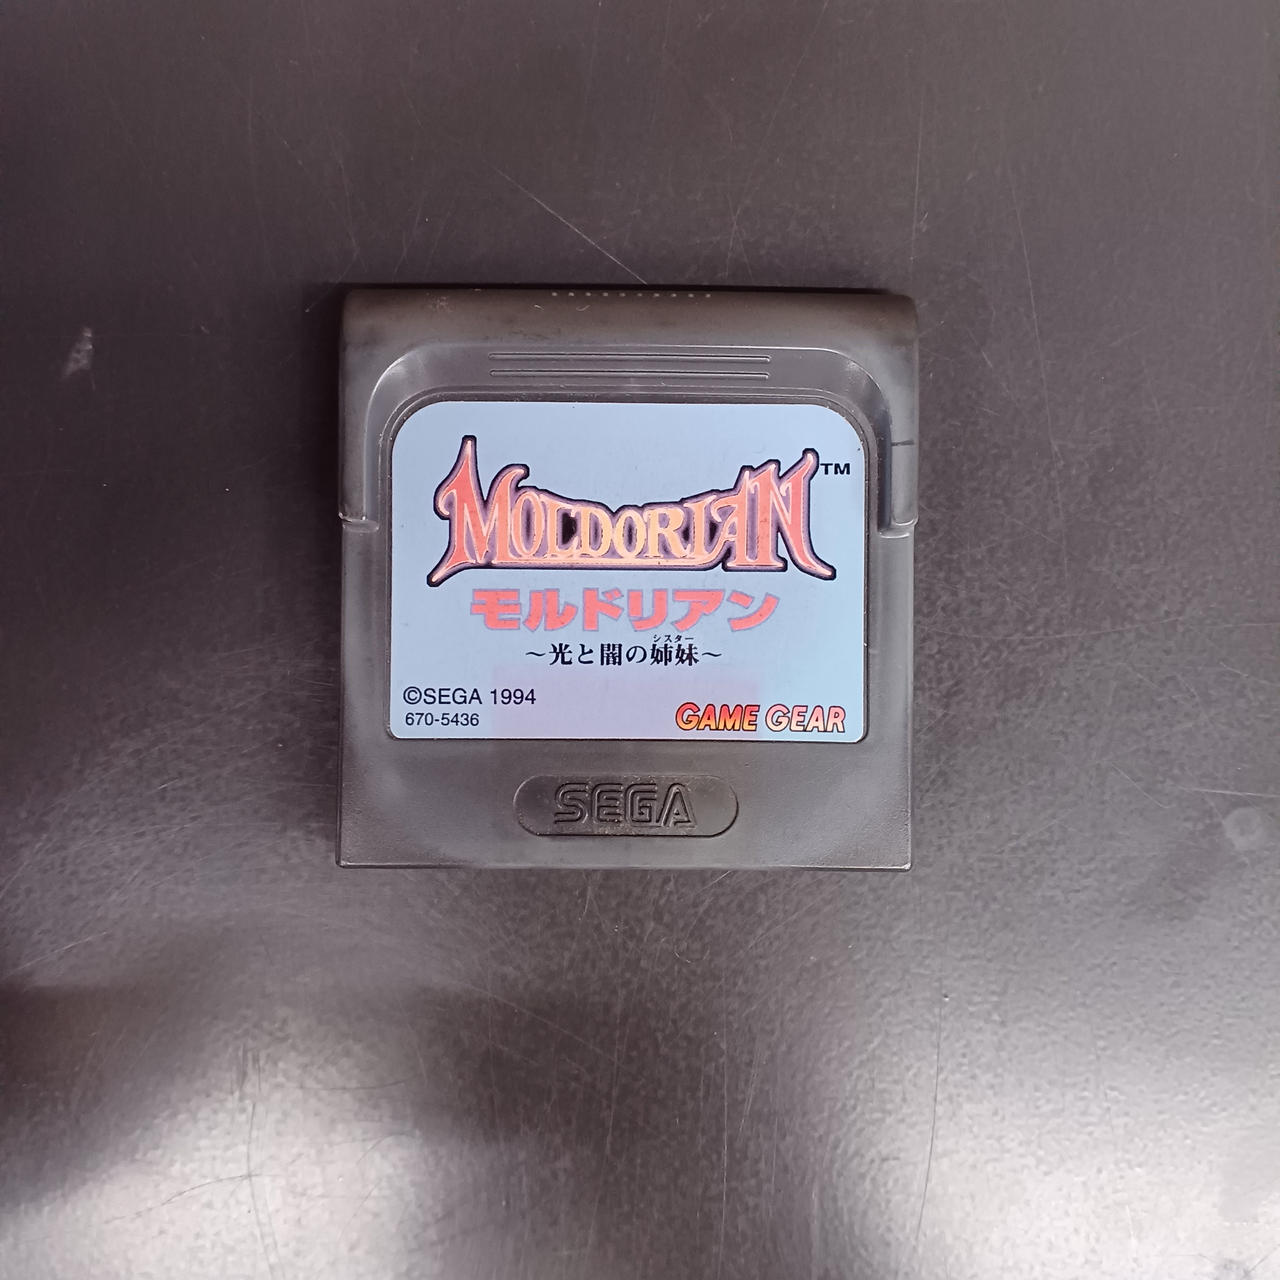 MOLDORIAN™
モルドリアン
シスター
~光と闇の姉妹~
©SEGA 1994
670-5436
GAME GEAR
SEGA